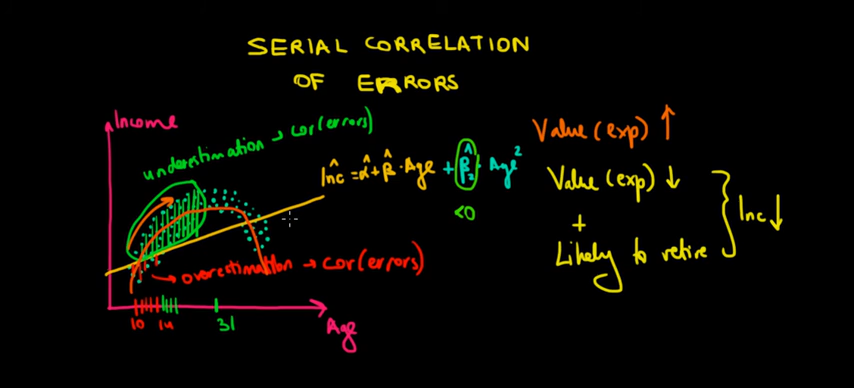 SERIAL CORRELATION
OF ERRORS
Income
underestimation → cor(errors)
Inĉ = α̂ + β̂ · Age + β̂₂ · Age²
<0
overestimation → cor(errors)
10 14 31
Age
Value (exp) ↑
Value (exp) ↓
+
Likely to retire
Inc ↓